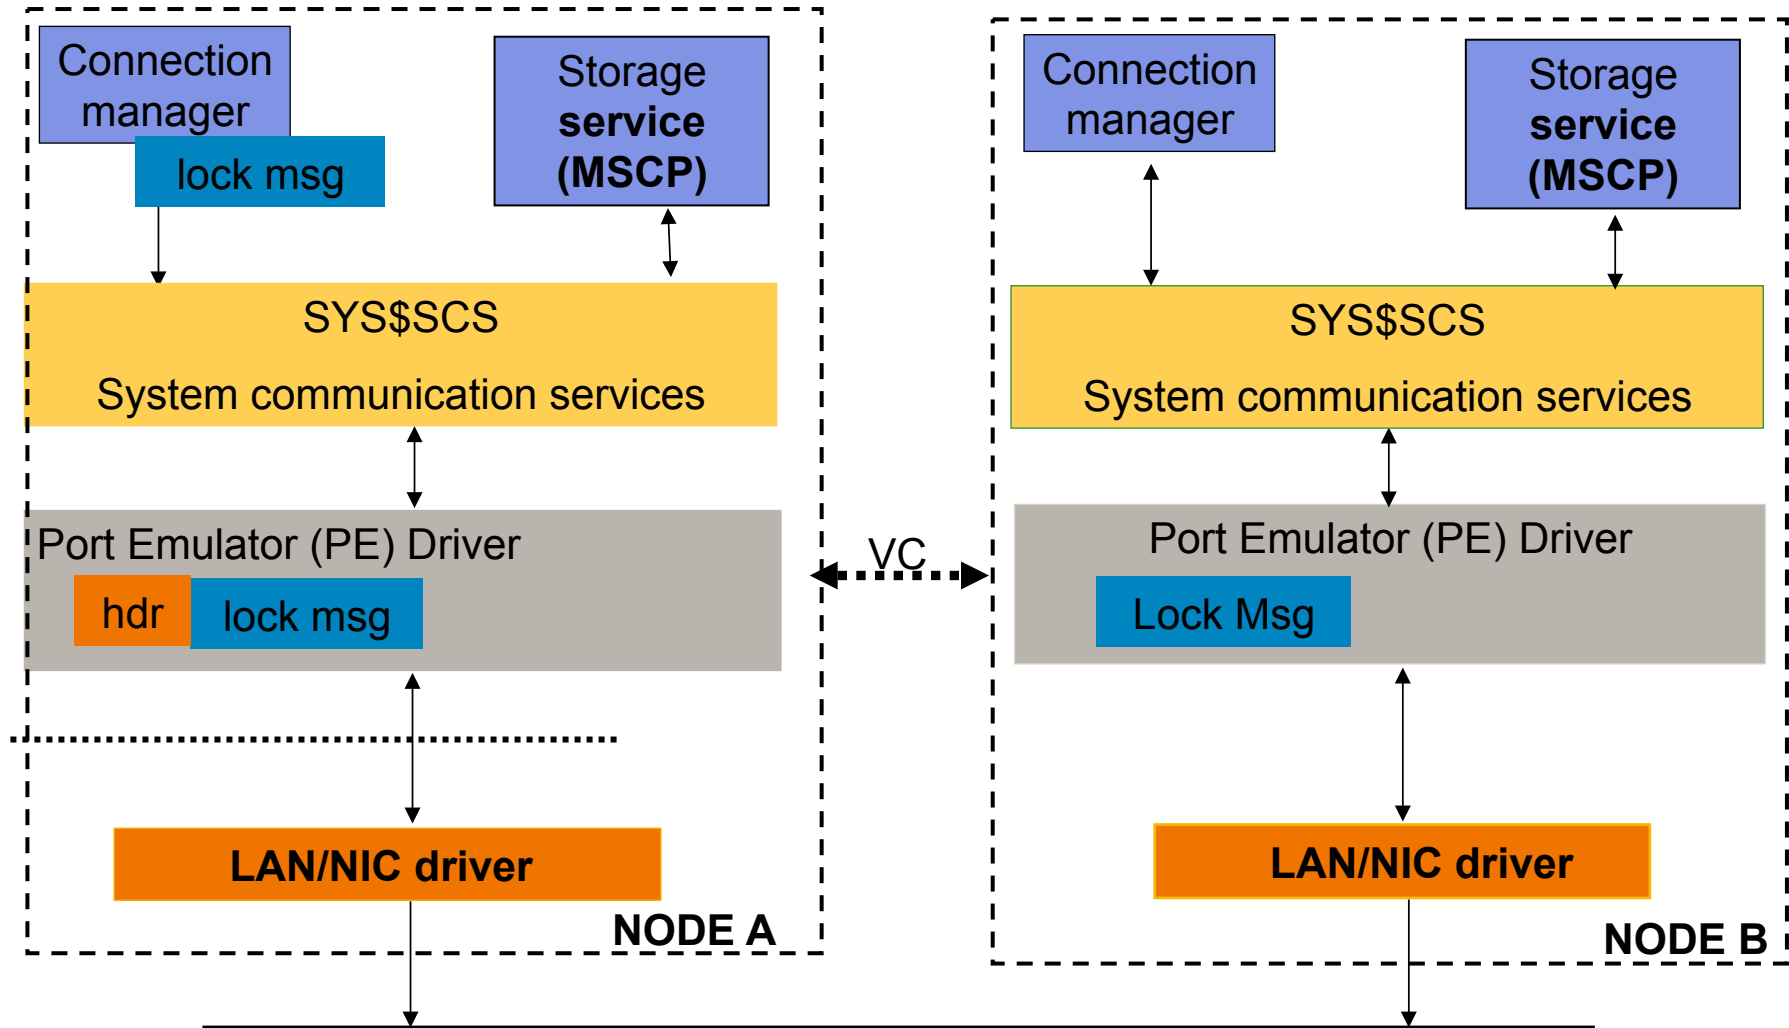 Connection
manager
lock msg
Storage
service
(MSCP)
SYS$SCS
System communication services
Port Emulator (PE) Driver
hdr
lock msg
LAN/NIC driver
NODE A
VC
Connection
manager
Storage
service
(MSCP)
SYS$SCS
System communication services
Port Emulator (PE) Driver
Lock Msg
LAN/NIC driver
NODE B